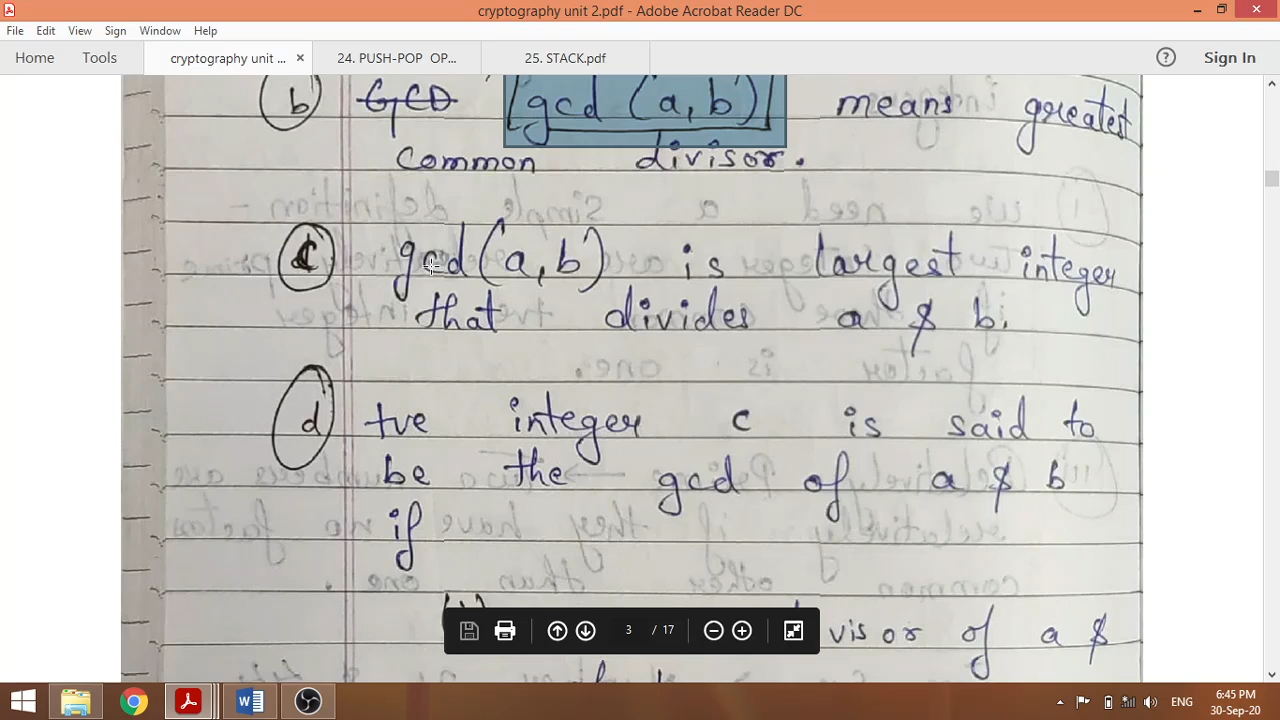 cryptography unit 2.pdf - Adobe Acrobat Reader DC
File Edit View Sign Window Help
Home Tools cryptography unit ... × 24. PUSH-POP OP... 25. STACK.pdf ? Sign In
b GCD [gcd (a, b)] means greatest
common divisor.
c gcd(a, b) is largest integer
that divides a & b.
d +ve integer c is said to
be the gcd of a & b
if
visor of a &
3 / 17
ENG 6:45 PM
30-Sep-20